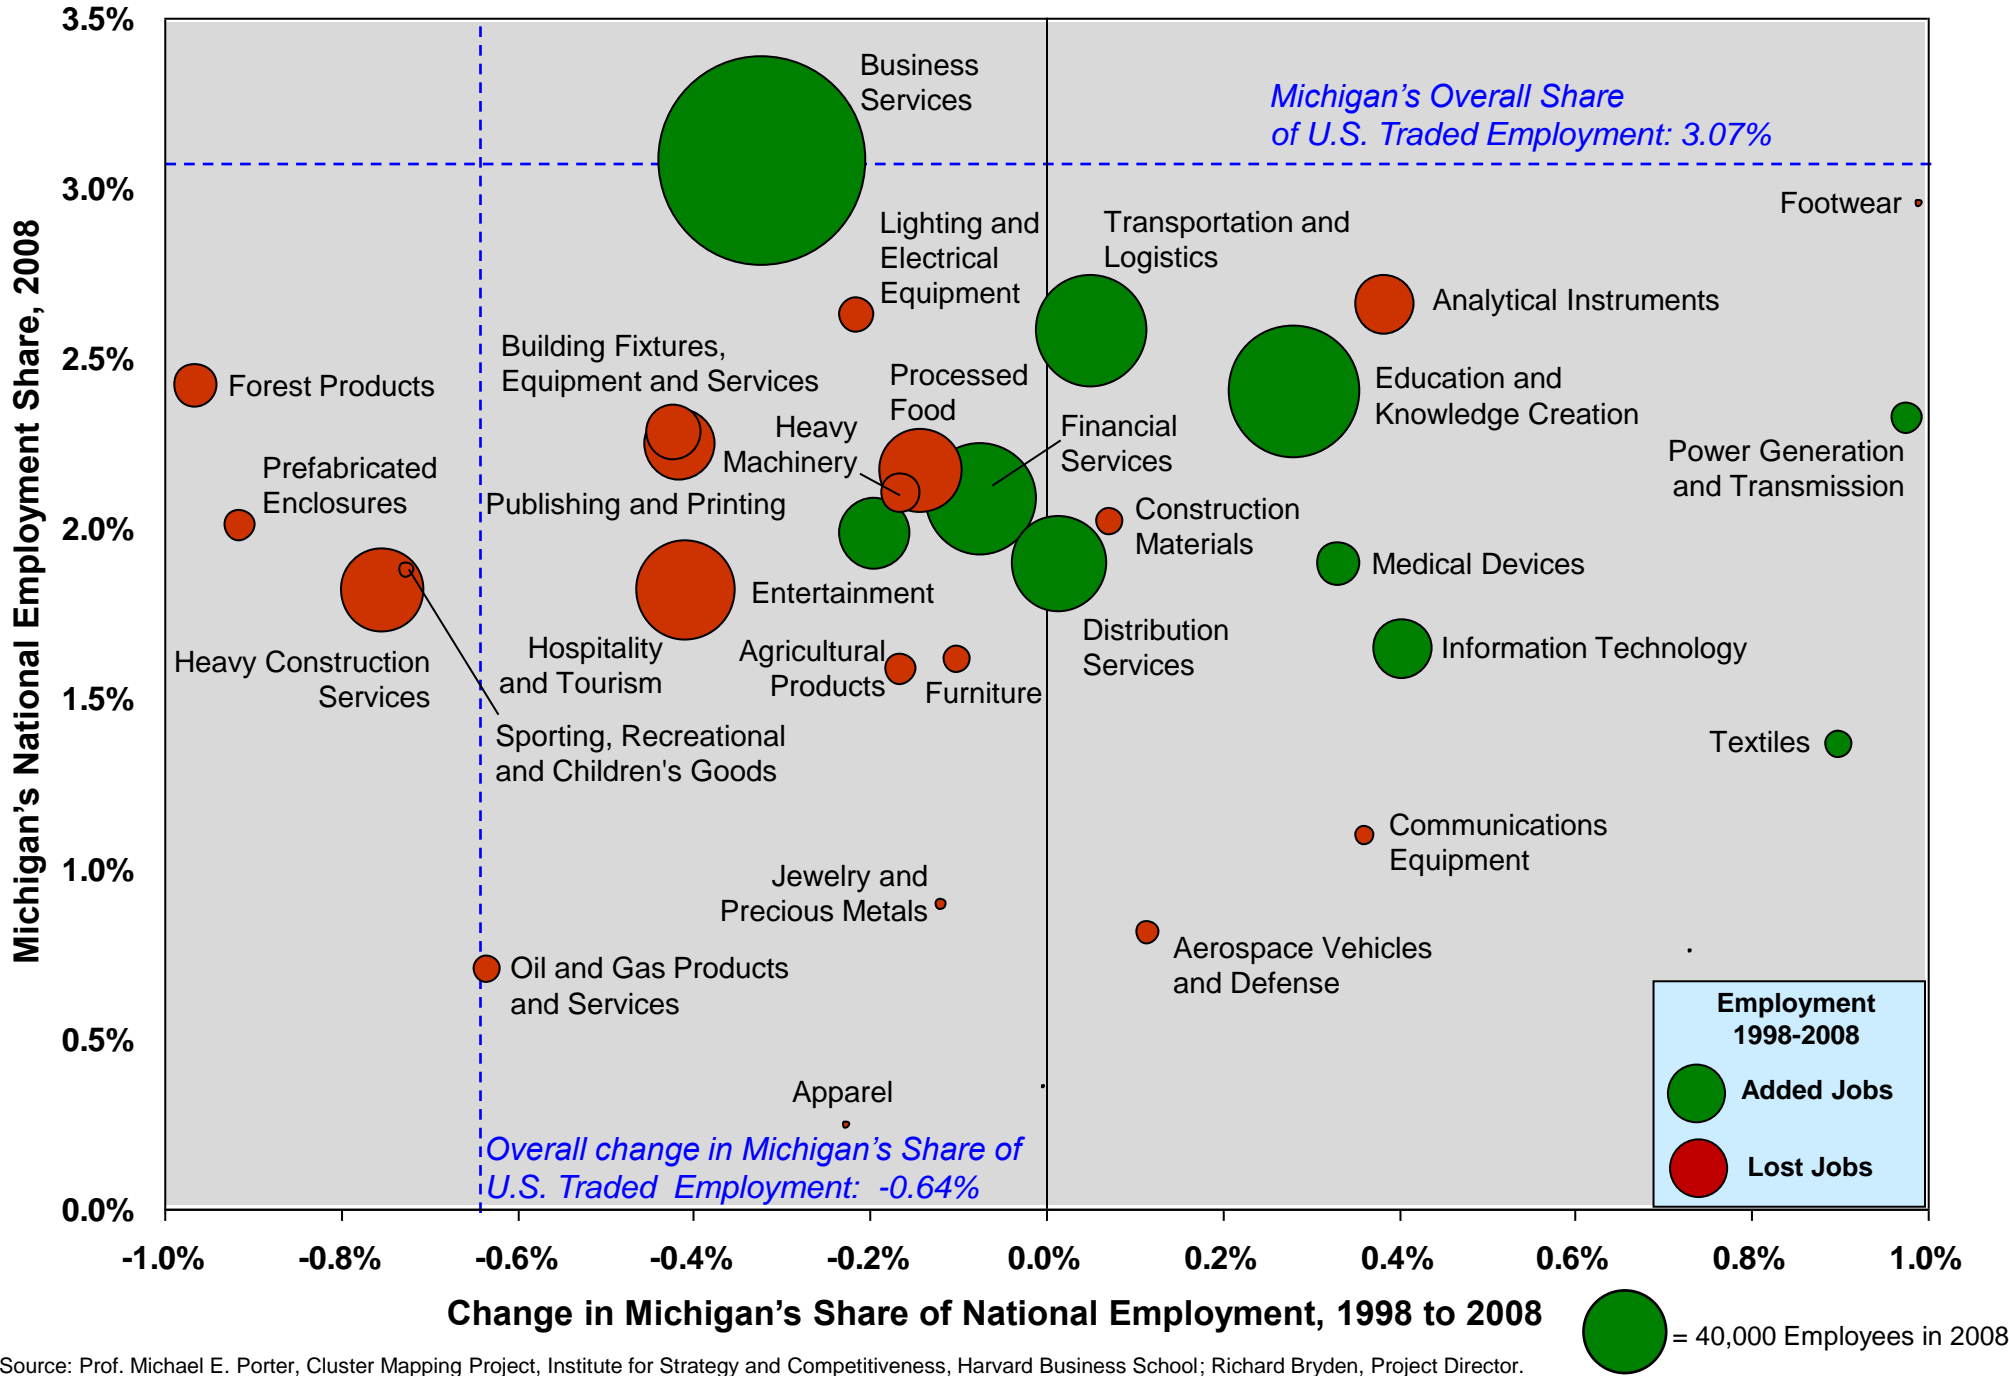 3.5%
3.0%
2.5%
2.0%
1.5%
1.0%
0.5%
0.0%
Michigan’s National Employment Share, 2008
Business
Services
Michigan’s Overall Share
of U.S. Traded Employment: 3.07%
Footwear
Lighting and
Electrical
Equipment
Transportation and
Logistics
Analytical Instruments
Building Fixtures,
Equipment and Services
Forest Products
Processed
Food
Education and
Knowledge Creation
Heavy
Machinery
Financial
Services
Power Generation
and Transmission
Prefabricated
Enclosures
Publishing and Printing
Construction
Materials
Medical Devices
Entertainment
Hospitality
and Tourism
Agricultural
Products
Furniture
Distribution
Services
Information Technology
Heavy Construction
Services
Sporting, Recreational
and Children's Goods
Textiles
Communications
Equipment
Jewelry and
Precious Metals
Aerospace Vehicles
and Defense
Oil and Gas Products
and Services
Apparel
Overall change in Michigan’s Share of
U.S. Traded  Employment:  -0.64%
Employment
1998-2008
Added Jobs
Lost Jobs
-1.0%
-0.8%
-0.6%
-0.4%
-0.2%
0.0%
0.2%
0.4%
0.6%
0.8%
1.0%
Change in Michigan’s Share of National Employment, 1998 to 2008
= 40,000 Employees in 2008
Source: Prof. Michael E. Porter, Cluster Mapping Project, Institute for Strategy and Competitiveness, Harvard Business School; Richard Bryden, Project Director.